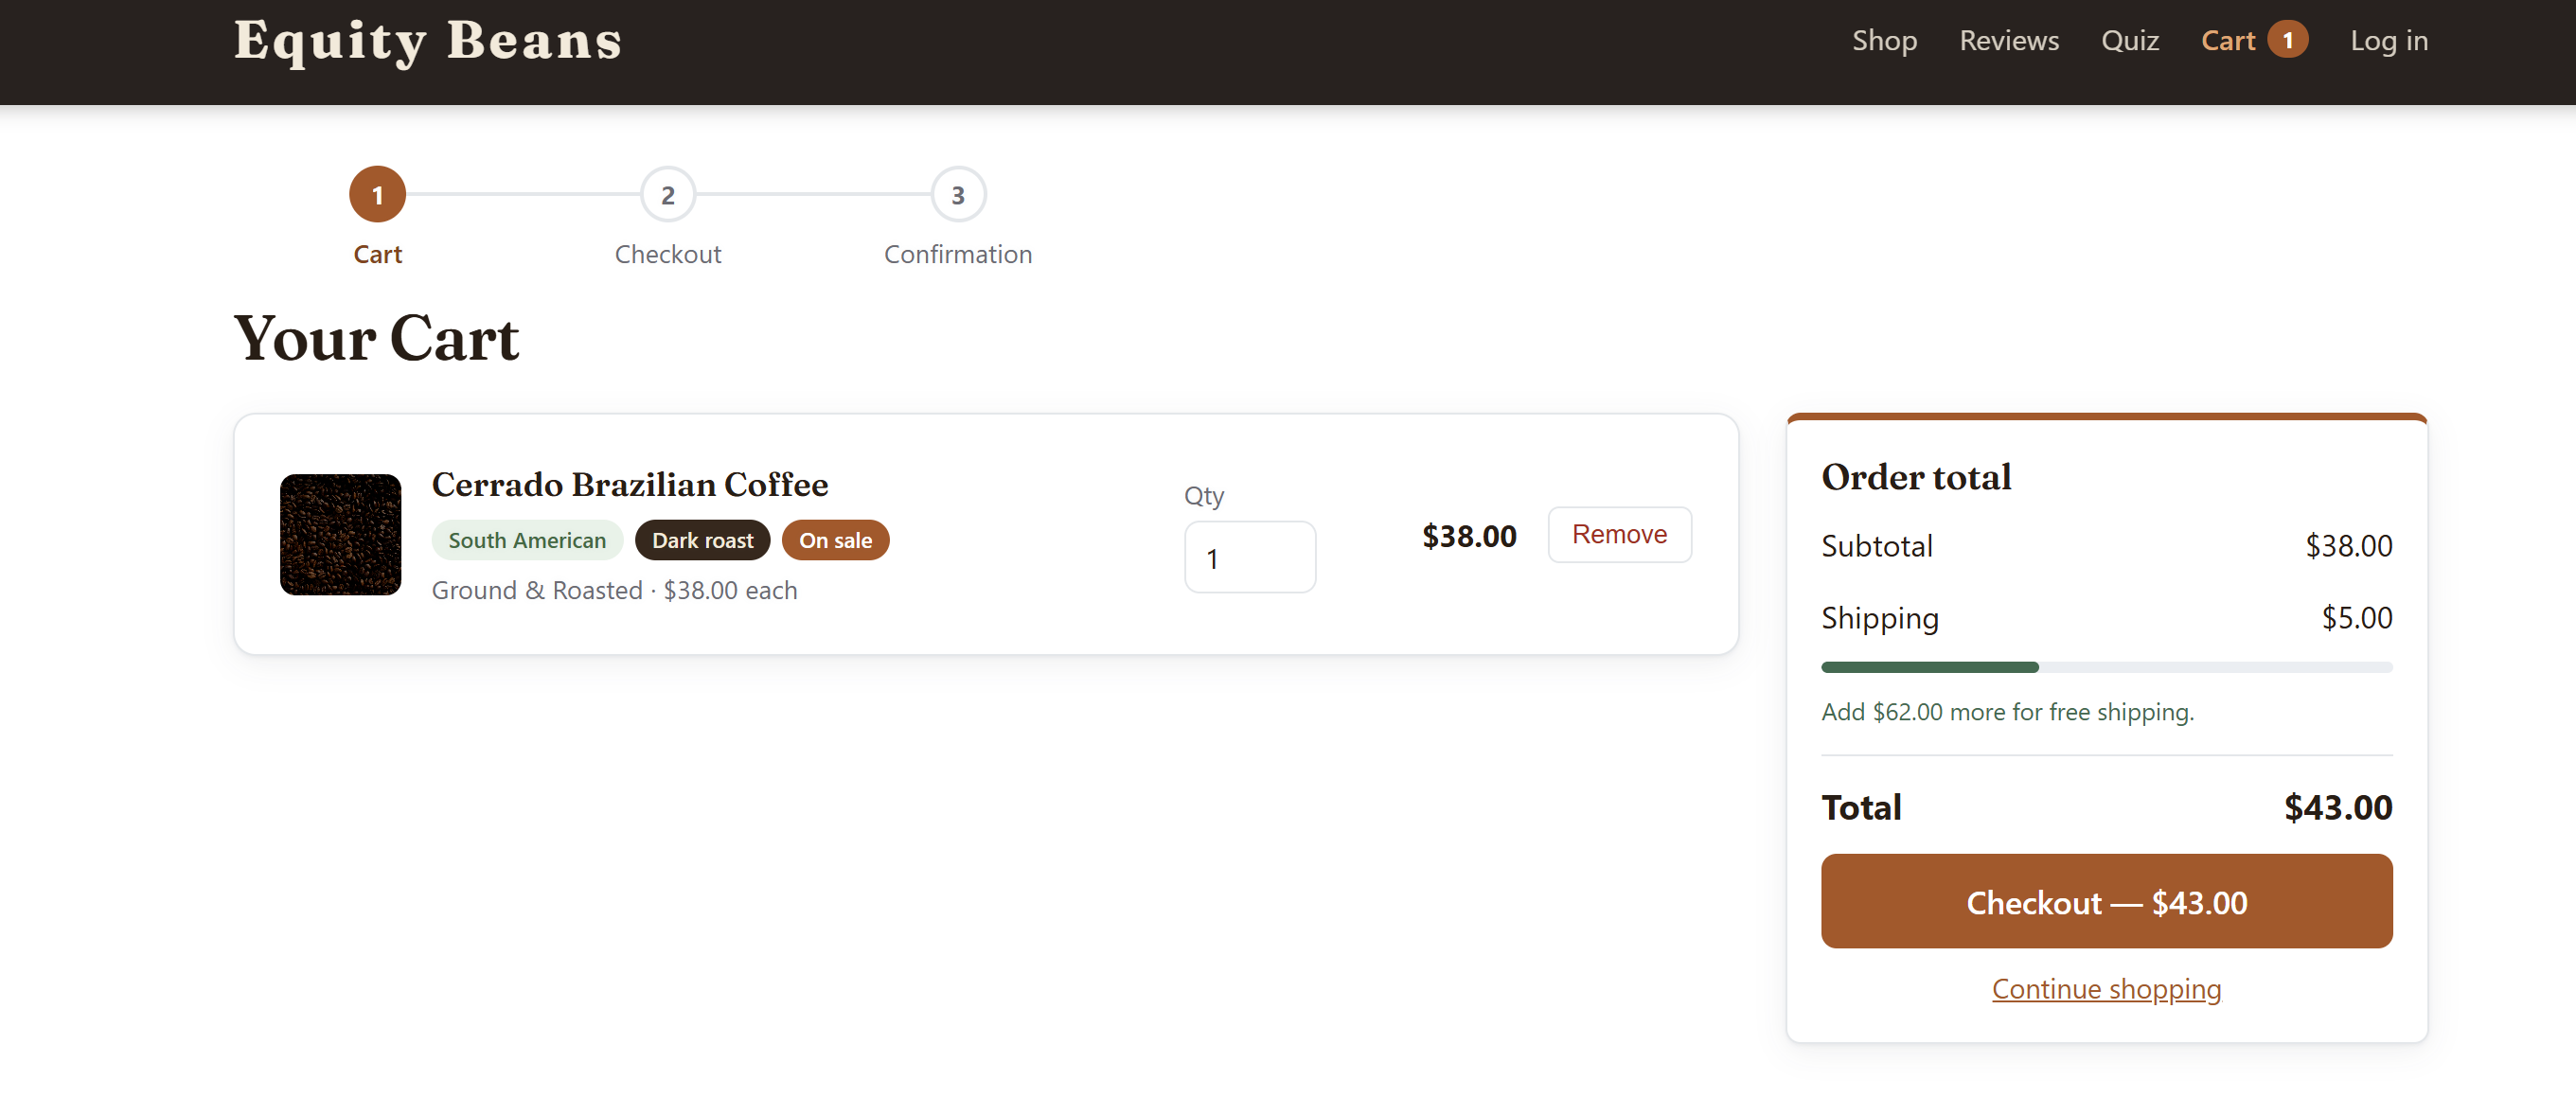 Equity Beans
Shop Reviews Quiz Cart 1 Log in
1 2 3
Cart Checkout Confirmation
Your Cart
Cerrado Brazilian Coffee
South American Dark roast On sale
Ground & Roasted · $38.00 each
Qty
1
$38.00 Remove
Order total
Subtotal $38.00
Shipping $5.00
Add $62.00 more for free shipping.
Total $43.00
Checkout — $43.00
Continue shopping